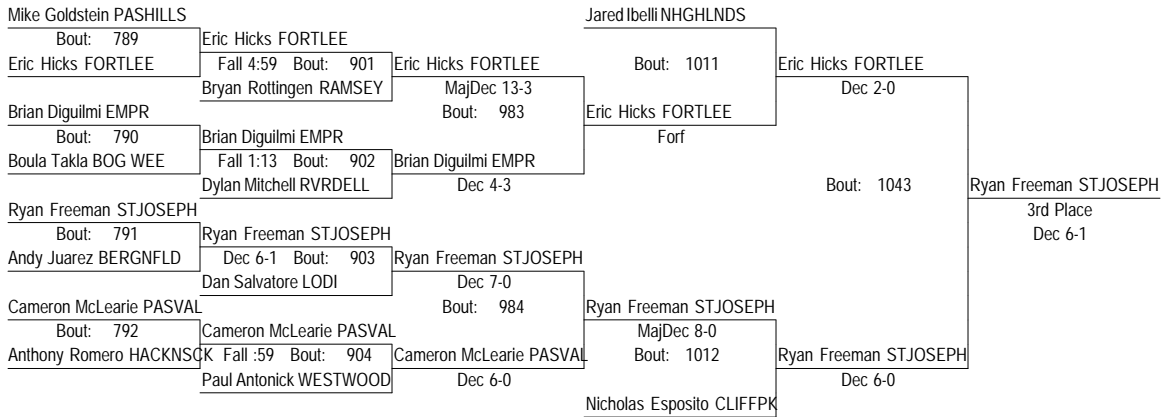 Mike Goldstein PASHILLS
Jared Ibelli NHGHLNDS
Bout: 789
Eric Hicks FORTLEE
Eric Hicks FORTLEE
Fall 4:59 Bout: 901
Eric Hicks FORTLEE
Bout: 1011
Eric Hicks FORTLEE
Bryan Rottingen RAMSEY
MajDec 13-3
Dec 2-0
Brian Diguilmi EMPR
Bout: 983
Eric Hicks FORTLEE
Bout: 790
Brian Diguilmi EMPR
Forf
Boula Takla BOG WEE
Fall 1:13 Bout: 902
Brian Diguilmi EMPR
Dylan Mitchell RVRDELL
Dec 4-3
Bout: 1043
Ryan Freeman STJOSEPH
Ryan Freeman STJOSEPH
3rd Place
Bout: 791
Ryan Freeman STJOSEPH
Dec 6-1
Andy Juarez BERGNFLD
Dec 6-1 Bout: 903
Ryan Freeman STJOSEPH
Dan Salvatore LODI
Dec 7-0
Cameron McLearie PASVAL
Bout: 984
Ryan Freeman STJOSEPH
Bout: 792
Cameron McLearie PASVAL
MajDec 8-0
Anthony Romero HACKNSCK
Fall :59 Bout: 904
Cameron McLearie PASVAL
Bout: 1012
Ryan Freeman STJOSEPH
Paul Antonick WESTWOOD
Dec 6-0
Dec 6-0
Nicholas Esposito CLIFFPK